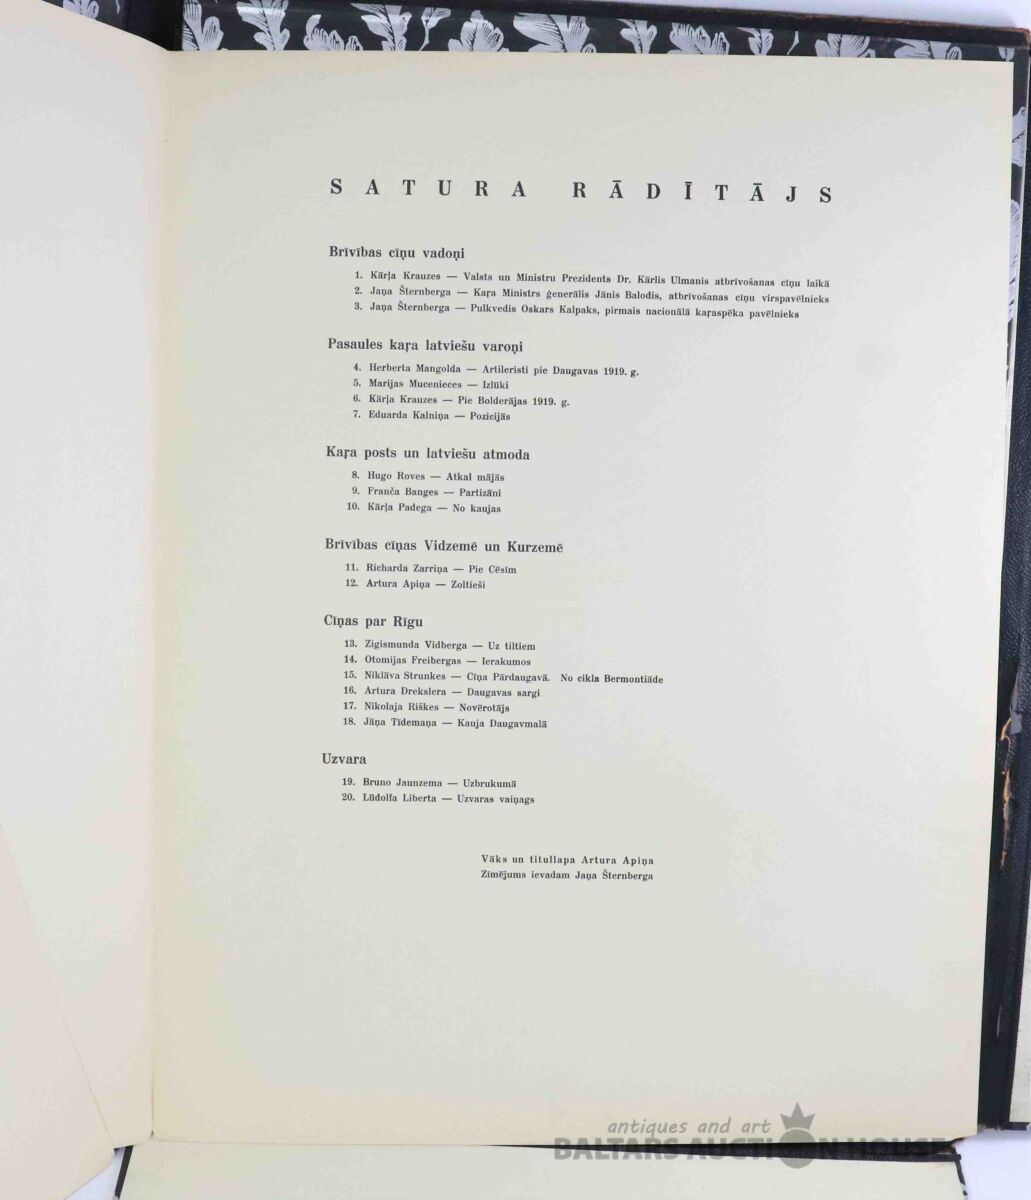 SATURA RĀDĪTĀJS
Brīvības cīņu vadoņi
1. Kārļa Krauzes — Valsts un Ministru Prezidents Dr. Kārlis Ulmanis atbrīvošanas cīņu laikā
2. Jaņa Šternberga — Kaŗa Ministrs ģenerālis Jānis Balodis, atbrīvošanas cīņu virspavēlnieks
3. Jaņa Šternberga — Pulkvedis Oskars Kalpaks, pirmais nacionālā kaŗaspēka pavēlnieks
Pasaules kaŗa latviešu varoņi
4. Herberta Mangolda — Artileristi pie Daugavas 1919. g.
5. Marijas Mucenieces — Izlūki
6. Kārļa Krauzes — Pie Bolderājas 1919. g.
7. Eduarda Kalniņa — Pozicijās
Kaŗa posts un latviešu atmoda
8. Hugo Roves — Atkal mājās
9. Franča Banges — Partizāni
10. Kārļa Padega — No kaujas
Brīvības cīņas Vidzemē un Kurzemē
11. Richarda Zarriņa — Pie Cēsīm
12. Artura Apiņa — Zoltieši
Cīņas par Rīgu
13. Zigismunda Vidberga — Uz tiltiem
14. Otomijas Freibergas — Ierakumos
15. Niklāva Strunkes — Cīņa Pārdaugavā. No cikla Bermontiāde
16. Artura Drekslera — Daugavas sargi
17. Nikolaja Riškes — Novērotājs
18. Jāņa Tīdemaņa — Kauja Daugavmalā
Uzvara
19. Bruno Jaunzema — Uzbrukumā
20. Lūdolfa Liberta — Uzvaras vaiņags
Vāks un titullapa Artura Apiņa
Zīmējums ievadam Jaņa Šternberga
antiques and art
BALTARS AUCTION HOUSE